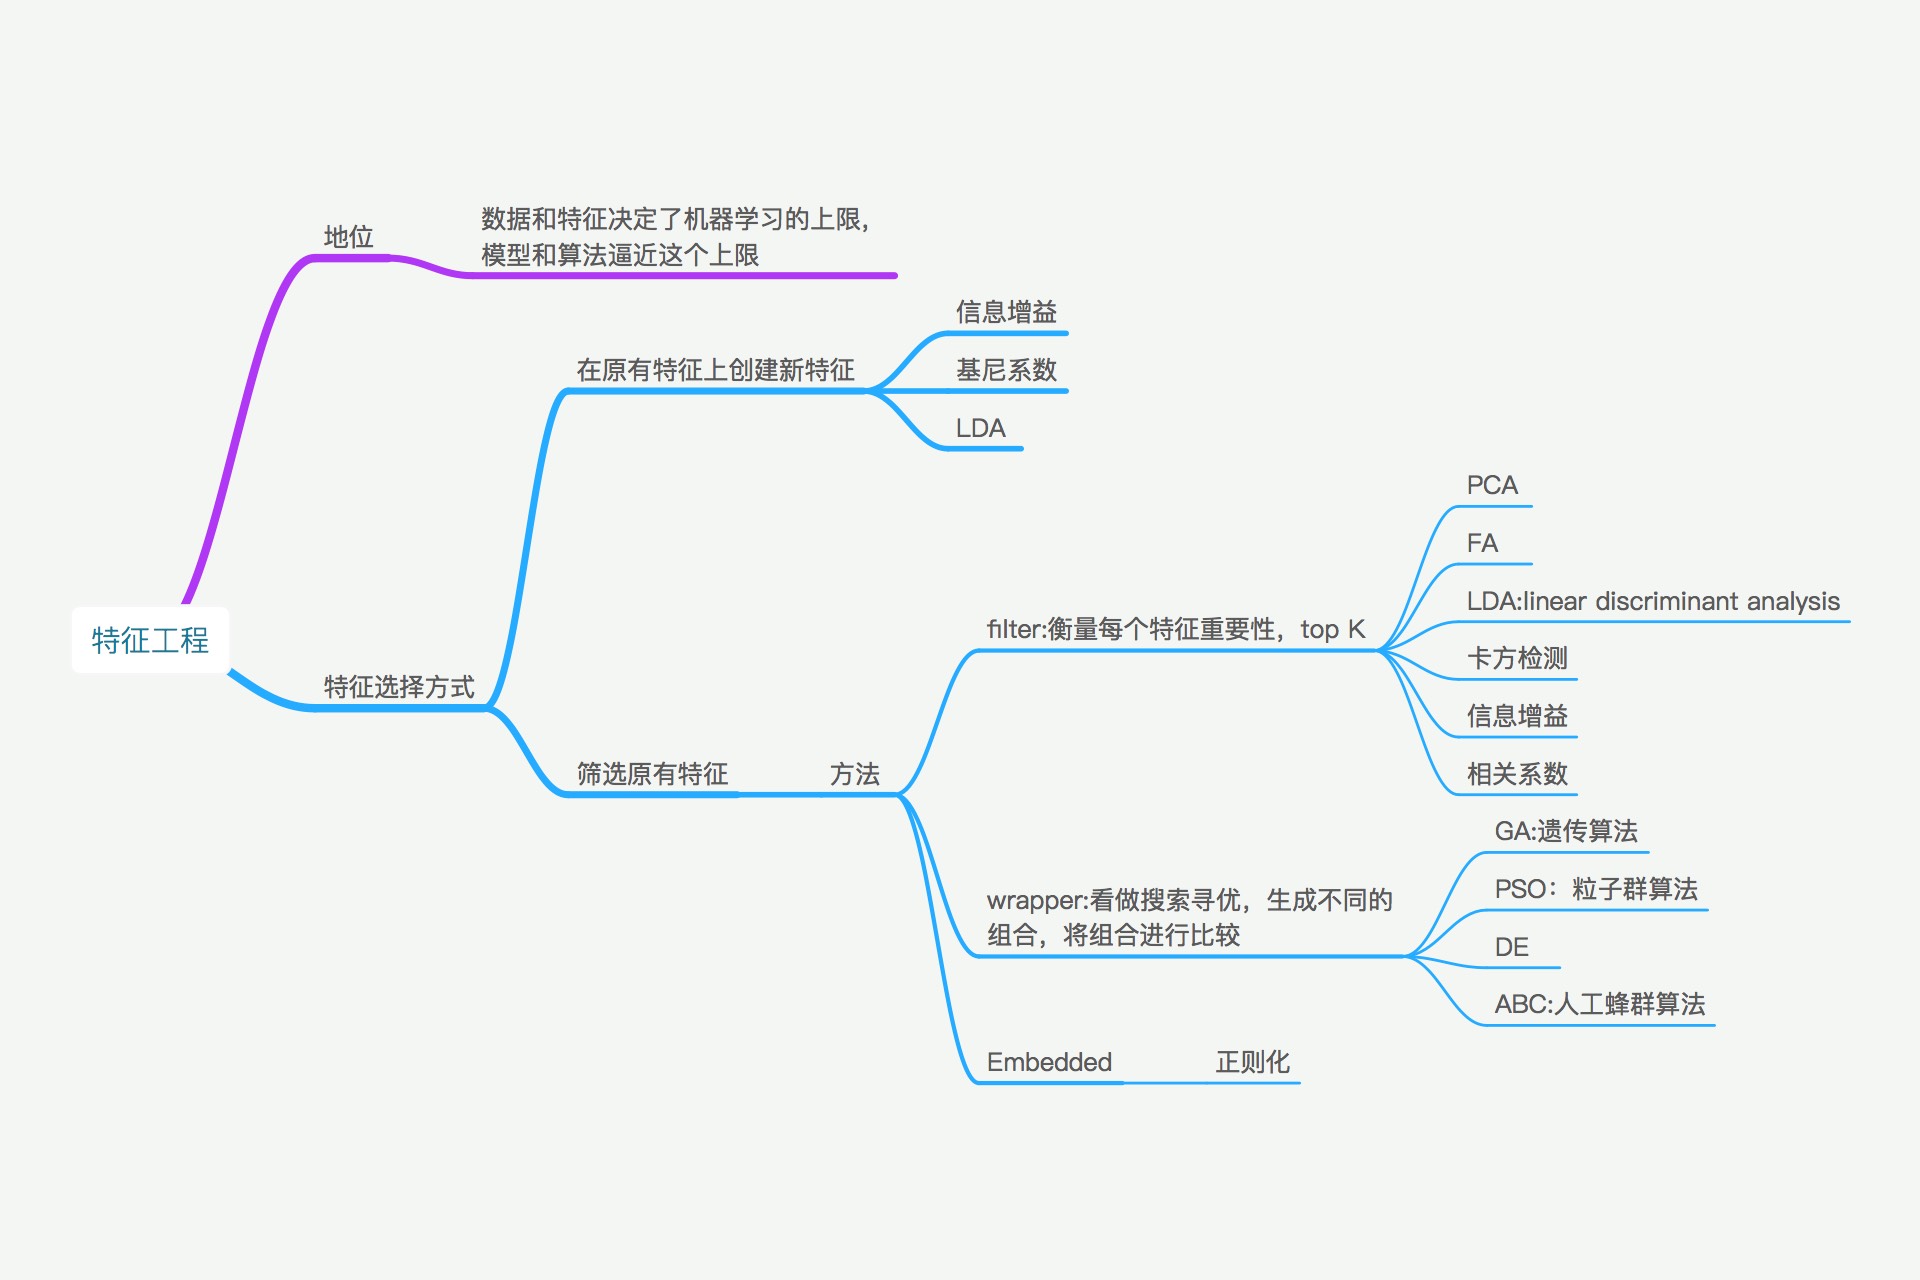 特征工程
地位
数据和特征决定了机器学习的上限，
模型和算法逼近这个上限
特征选择方式
在原有特征上创建新特征
信息增益
基尼系数
LDA
筛选原有特征
方法
filter:衡量每个特征重要性，top K
PCA
FA
LDA:linear discriminant analysis
卡方检测
信息增益
相关系数
wrapper:看做搜索寻优，生成不同的
组合，将组合进行比较
GA:遗传算法
PSO：粒子群算法
DE
ABC:人工蜂群算法
Embedded
正则化